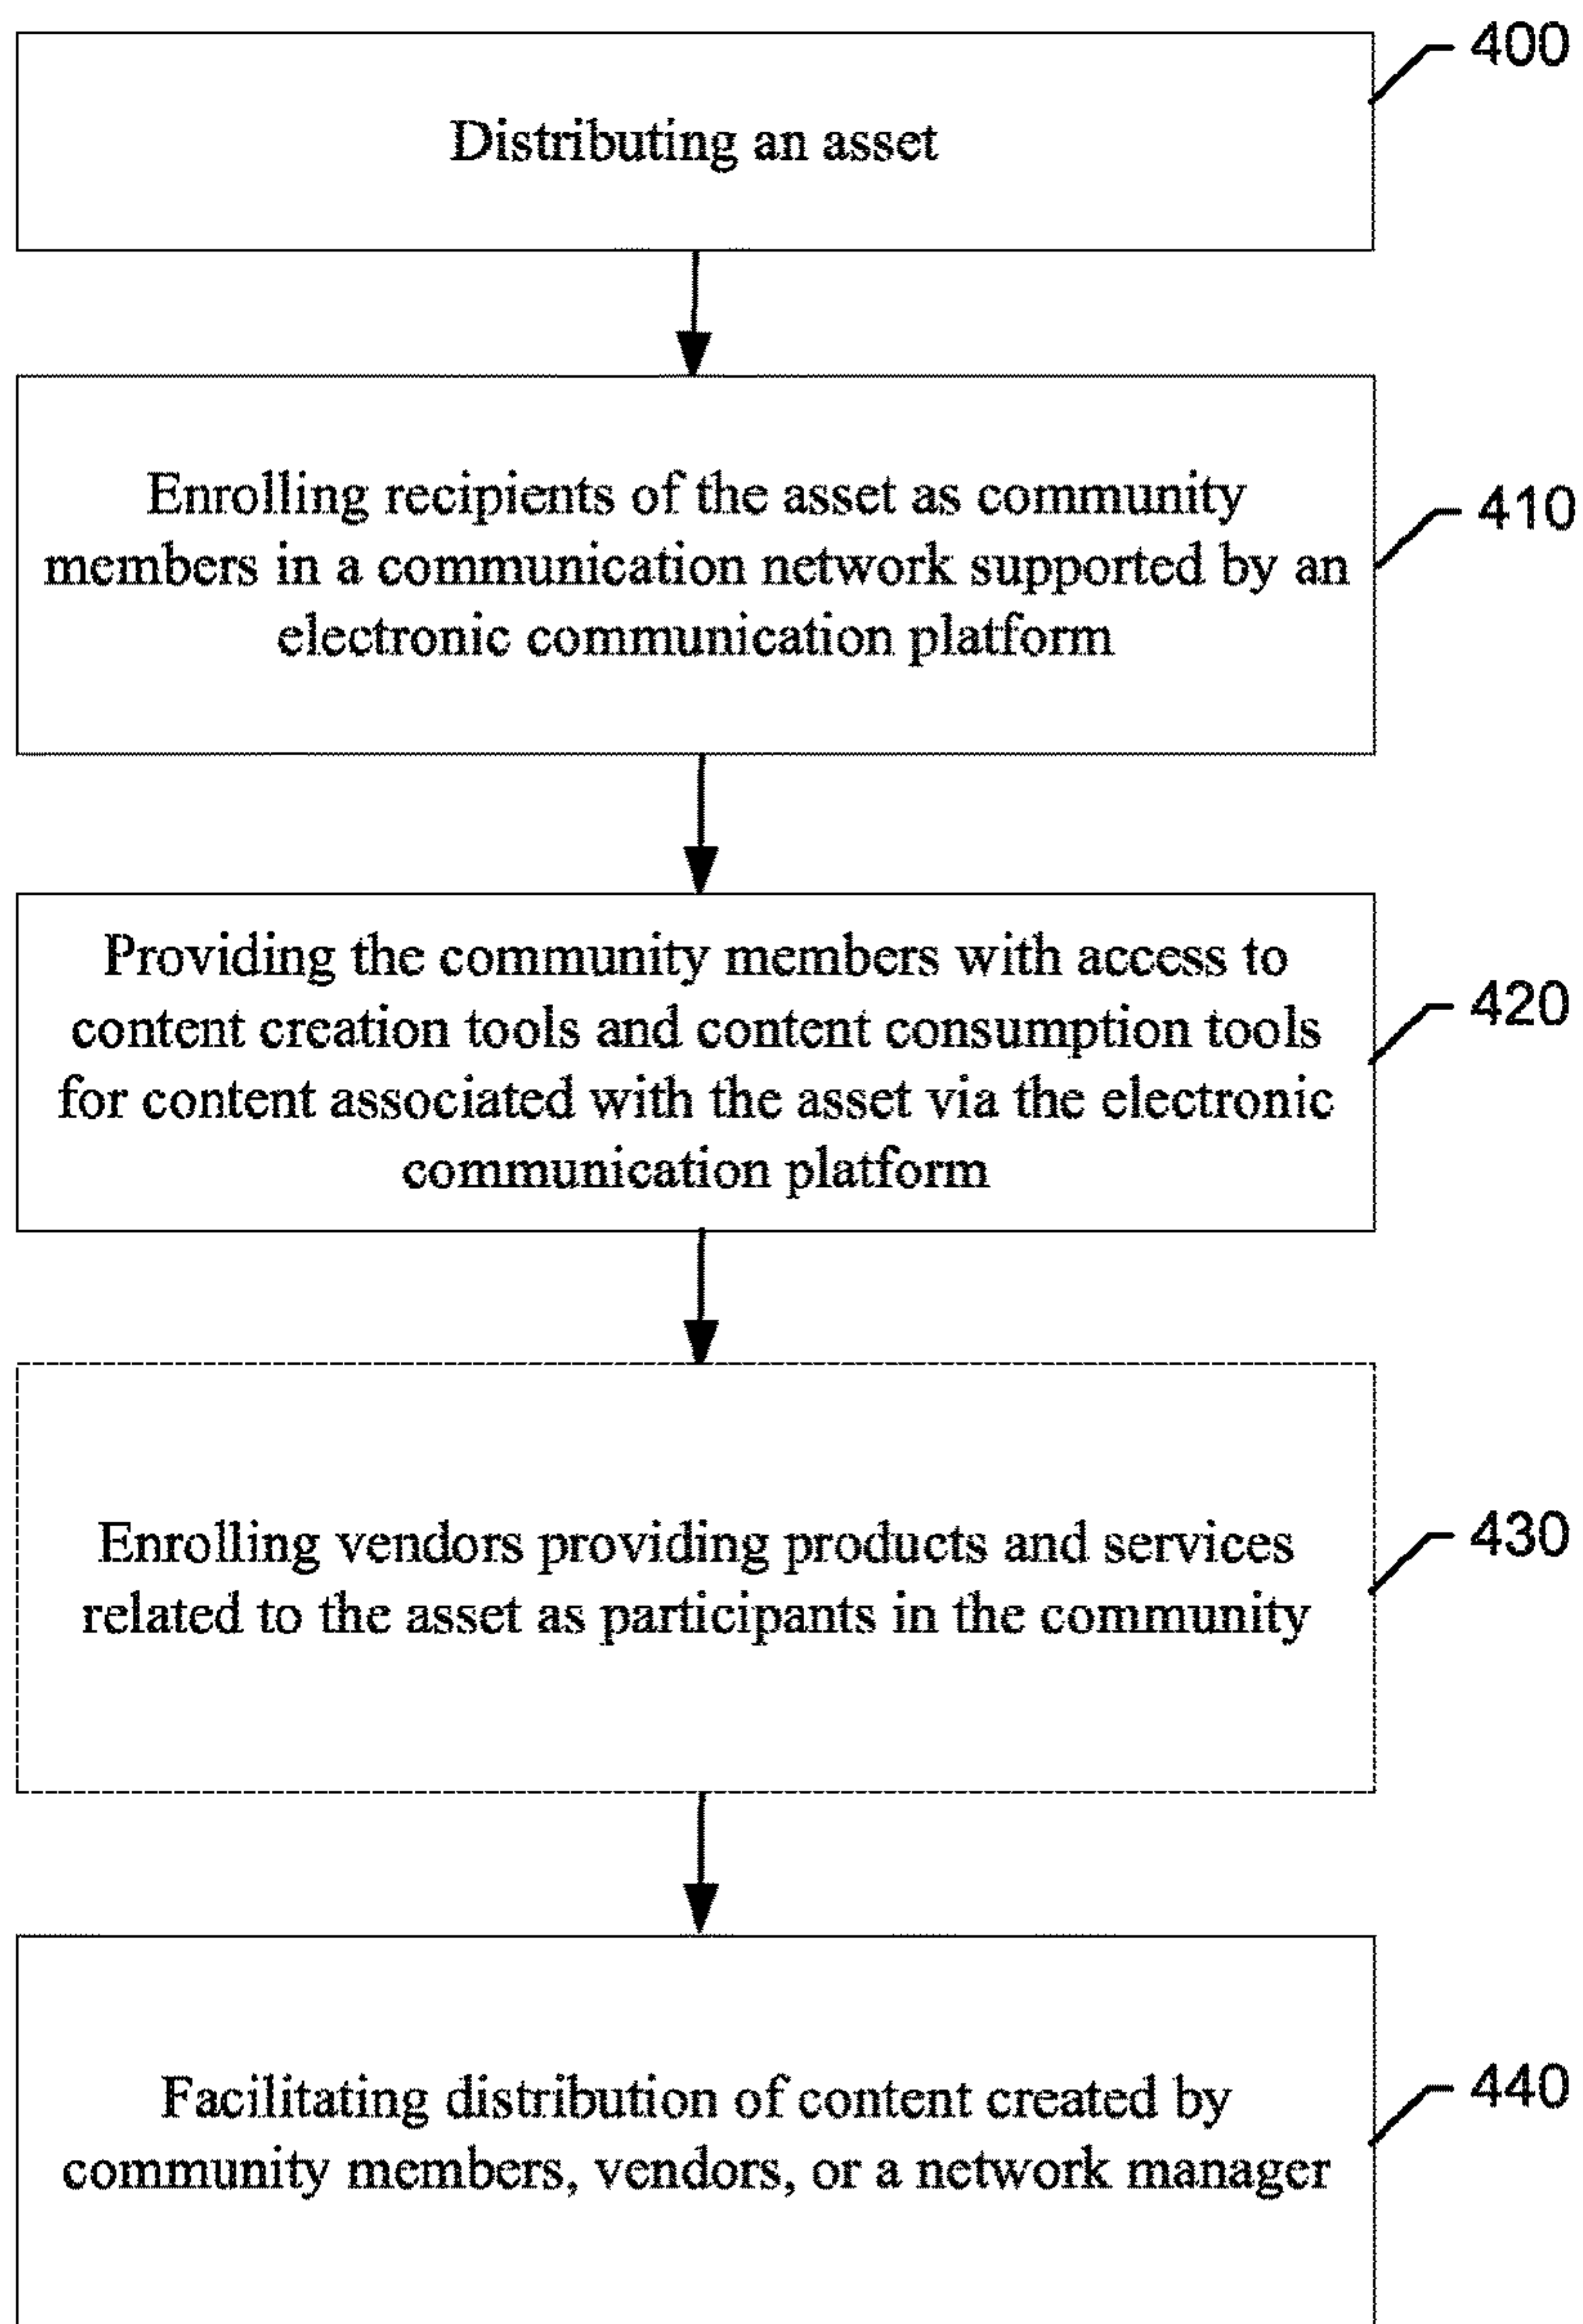 400
Distributing an asset
Enrolling recipients of the asset as community
410
members in a communication network supported by an
electronic communication platform
Providing the community members with access to
420
content creation tools and content consumption tools
for content associated with the asset via the electronic
communication platform
Enrolling vendors providing products and services
430
related to the asset as participants in the community
Facilitating distribution of content created by
440
community members, vendors, or a network manager